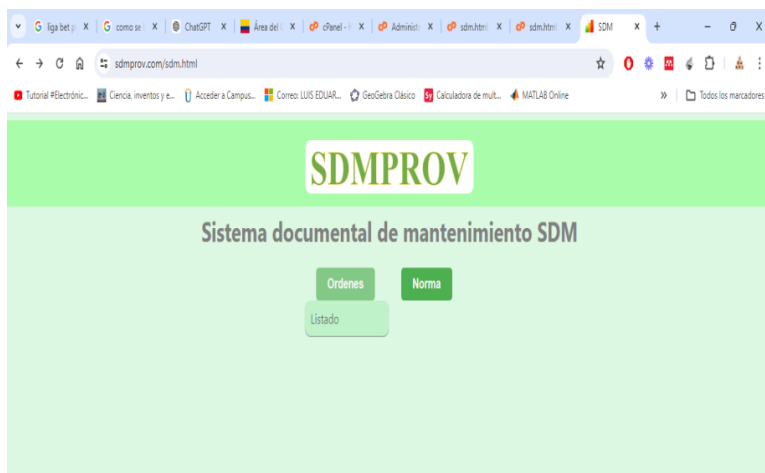 liga bet p
como se
ChatGPT
Área del
cPanel -
Administ
sdm.html
sdm.html
SDM
sdmprov.com/sdm.html
Tutorial #Electrónic...
Ciencia, inventos y e...
Acceder a Campus...
Correo: LUIS EDUAR...
GeoGebra Clásico
Sy Calculadora de mult...
MATLAB Online
Todos los marcadores
SDMPROV
Sistema documental de mantenimiento SDM
Ordenes
Norma
Listado